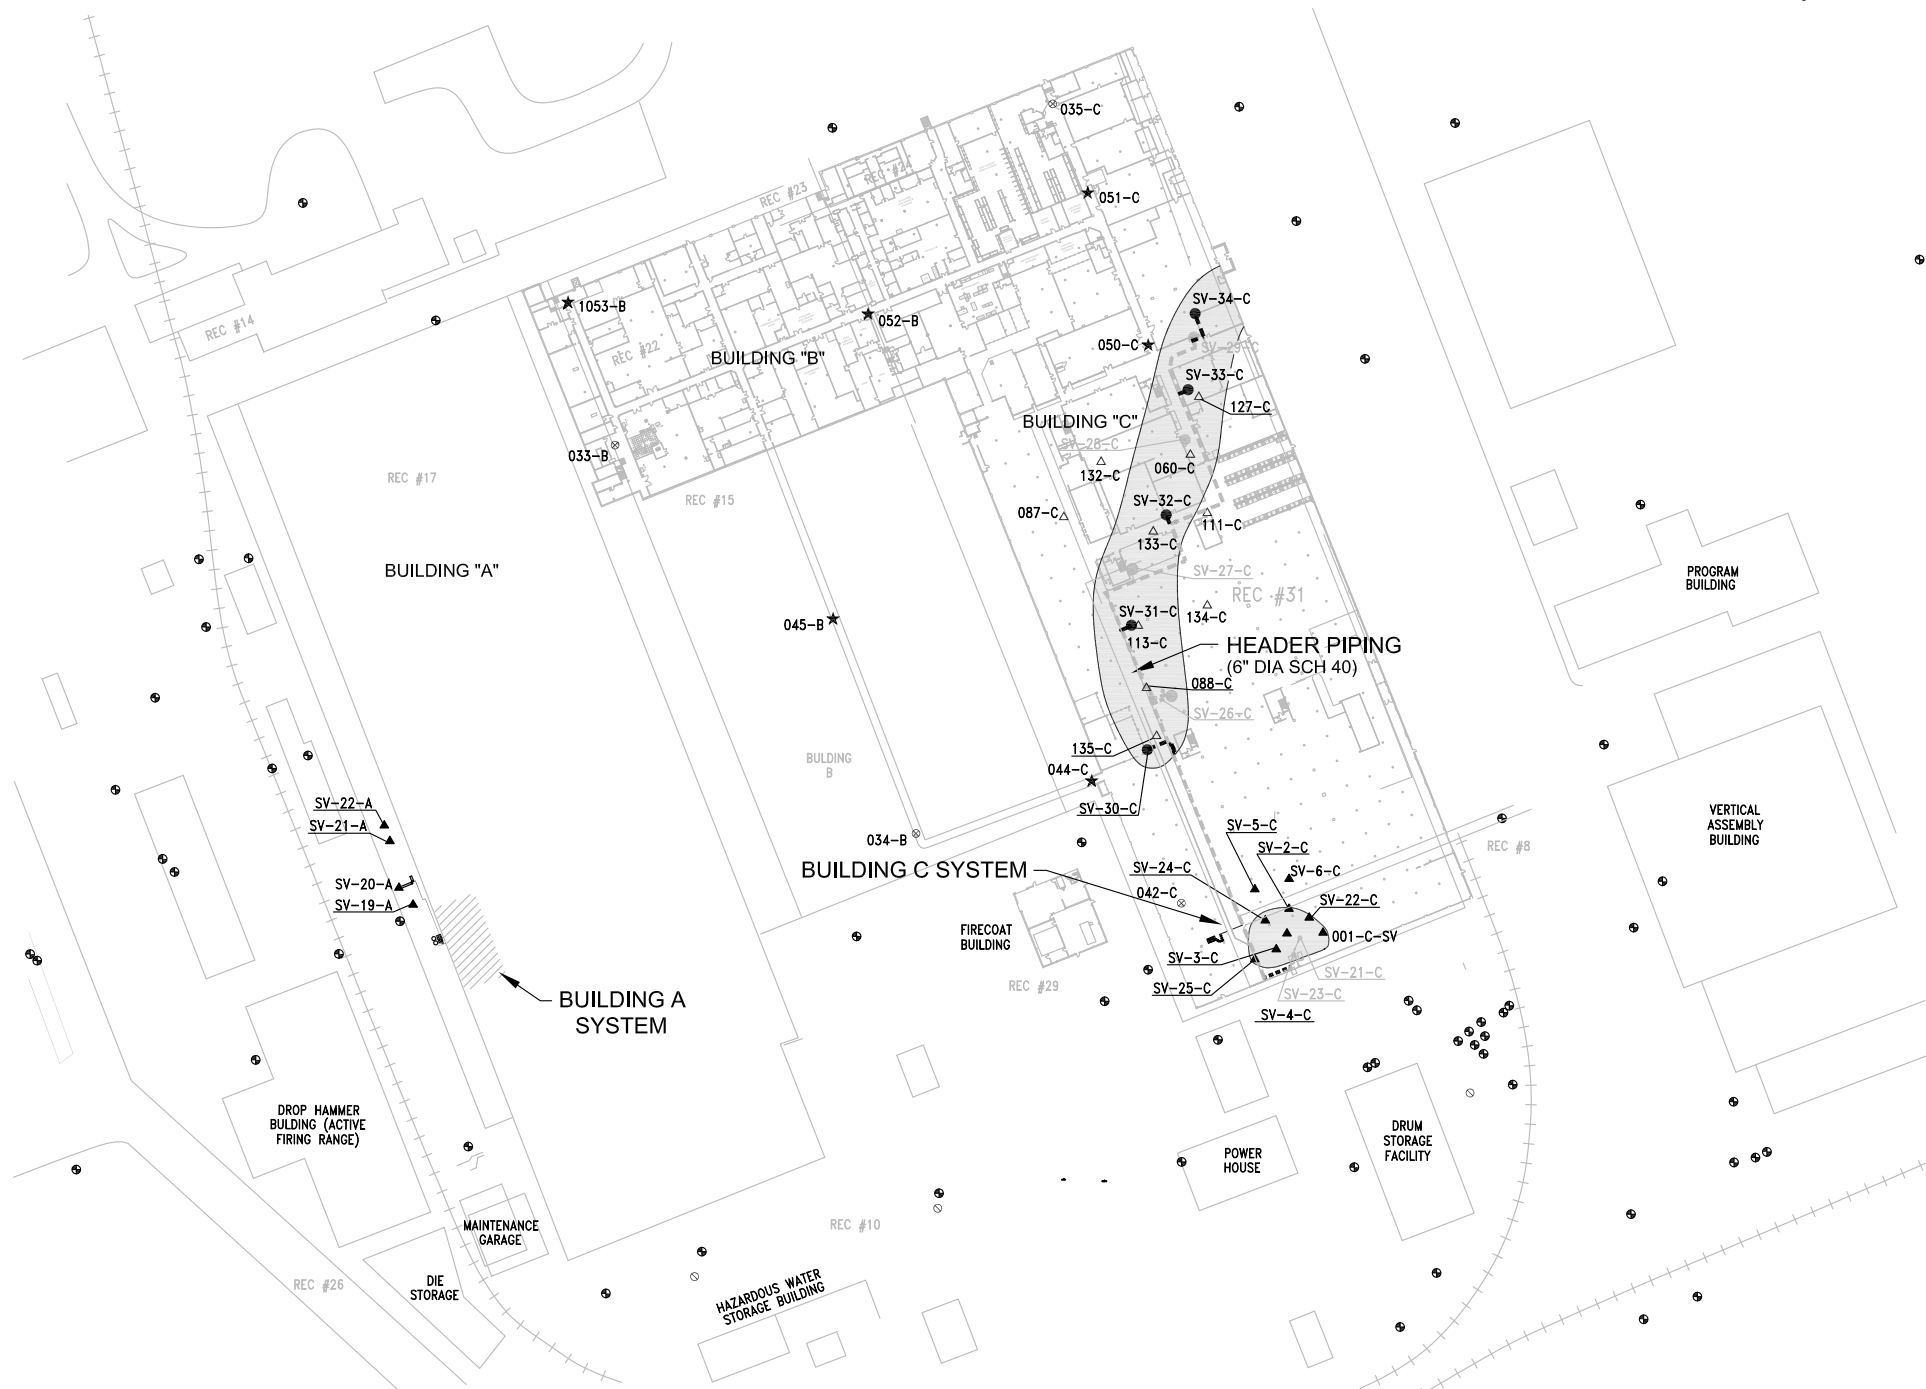 035-C
REC #24
REC #23
051-C
SV-34-C
1053-B
052-B
REC #14
050-C
SV-29-C
REC #22
BUILDING "B"
SV-33-C
127-C
BUILDING "C"
SV-28-C
033-B
132-C
060-C
REC #17
REC #15
SV-32-C
087-C
111-C
133-C
BUILDING "A"
SV-27-C
PROGRAM
BUILDING
REC #31
SV-31-C
134-C
045-B
113-C
HEADER PIPING
(6" DIA SCH 40)
088-C
SV-26-C
135-C
BULDING
B
044-C
SV-22-A
SV-30-C
VERTICAL
ASSEMBLY
BUILDING
SV-21-A
SV-5-C
034-B
SV-2-C
REC #8
BUILDING C SYSTEM
SV-24-C
SV-6-C
SV-20-A
042-C
SV-22-C
SV-19-A
FIRECOAT
BUILDING
001-C-SV
SV-3-C
SV-21-C
REC #29
SV-25-C
SV-23-C
BUILDING A
SYSTEM
SV-4-C
DROP HAMMER
BULDING (ACTIVE
FIRING RANGE)
DRUM
STORAGE
FACILITY
POWER
HOUSE
MAINTENANCE
GARAGE
REC #10
REC #26
DIE
STORAGE
HAZARDOUS WATER
STORAGE BUILDING